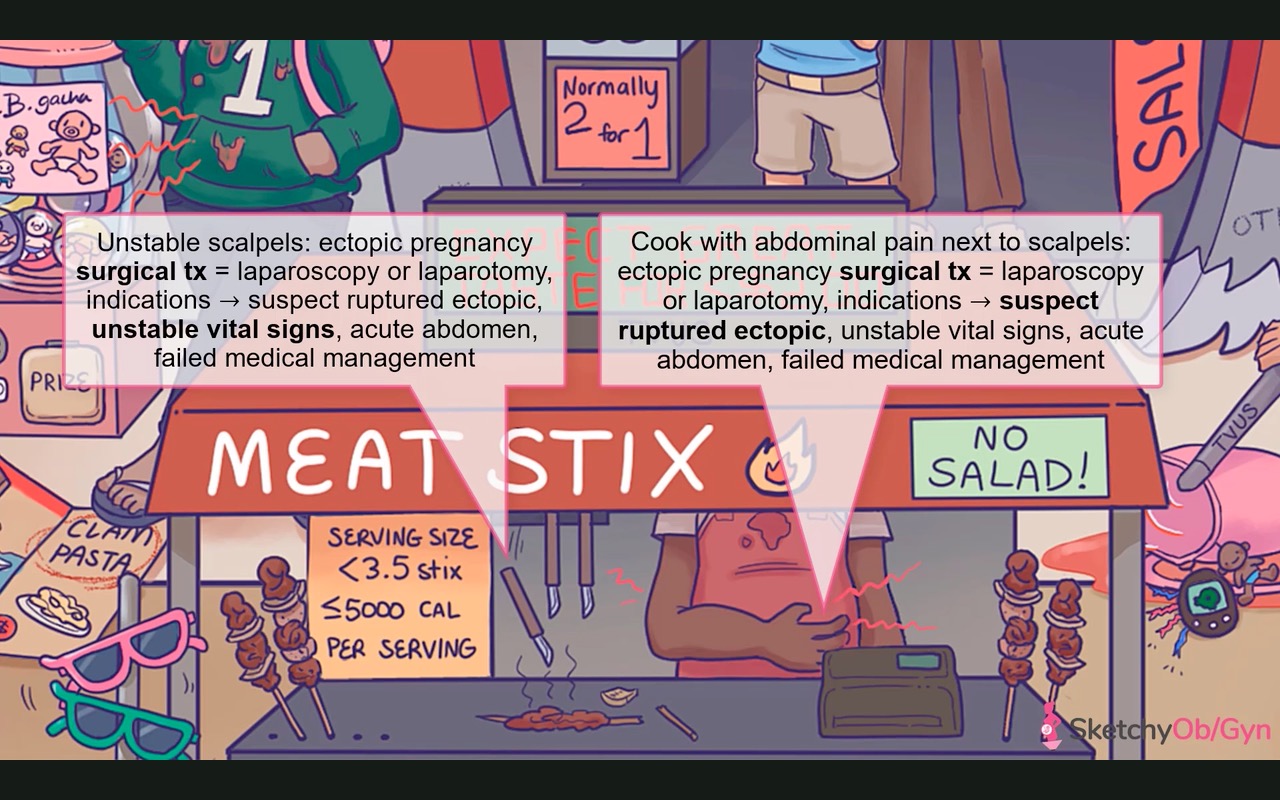 .B. gacha
1
Normally
2 for 1
SAL
OT
Unstable scalpels: ectopic pregnancy
surgical tx = laparoscopy or laparotomy,
indications → suspect ruptured ectopic,
unstable vital signs, acute abdomen,
failed medical management
Cook with abdominal pain next to scalpels:
ectopic pregnancy surgical tx = laparoscopy
or laparotomy, indications → suspect
ruptured ectopic, unstable vital signs, acute
abdomen, failed medical management
EXPECT GREAT
PRIZE
MEAT STIX
NO
SALAD!
TVUS
CLAM
PASTA
SERVING SIZE
<3.5 stix
≤5000 CAL
PER SERVING
SketchyOb/Gyn